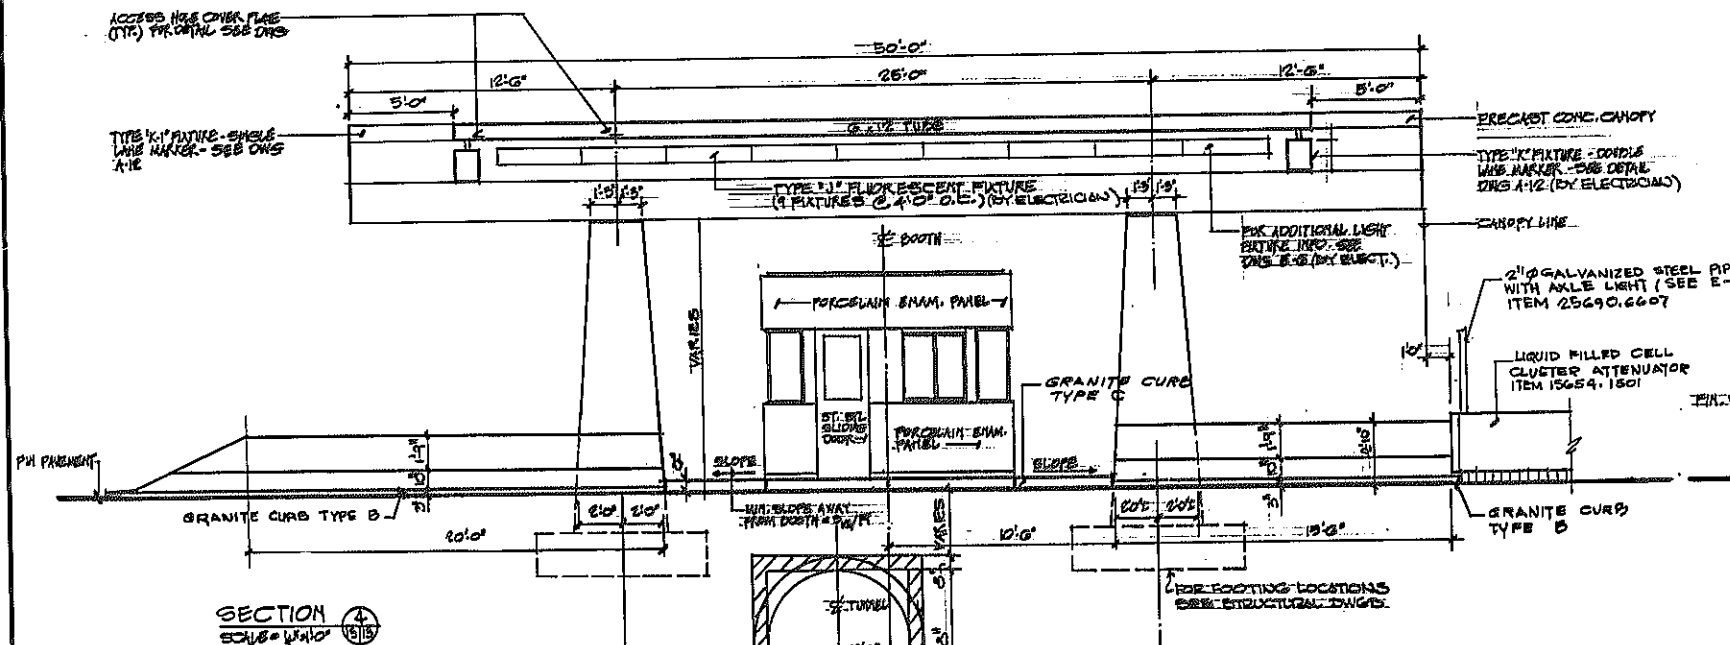 ACCESS HOLE COVER PLATE
(TYP.) FOR DETAIL SEE DWG
50'-0"
12'-6"
25'-0"
12'-6"
5'-0"
5'-0"
TYPE "K-1" FIXTURE - SINGLE
LANE MARKER - SEE DWG
A-12
6 x 12 TUBE
PRECAST CONC. CANOPY
TYPE "K" FIXTURE - DOUBLE
LANE MARKER - SEE DETAIL
DWG A-12 (BY ELECTRICIAN)
TYPE "J" FLUORESCENT FIXTURE
(9 FIXTURES @ 4'-0" O.C.) (BY ELECTRICIAN)
1'-3" 1'-3"
1'-3" 1'-3"
CANOPY LINE
FOR ADDITIONAL LIGHT
FIXTURE INFO. SEE
DWG E-6 (BY ELECT.)
℄ BOOTH
2"Ø GALVANIZED STEEL PIP
WITH AXLE LIGHT (SEE E-
ITEM 25690.6607
PORCELAIN ENAM. PANEL
VARIES
1'-0"
LIQUID FILLED CELL
CLUSTER ATTENUATOR
ITEM 15654.1501
GRANITE CURB
TYPE C
ST. STL
SLIDING
DOOR
PORCELAIN ENAM.
PANEL
1'-9"
1'-9"
PVI PAVEMENT
SLOPE
SLOPE
GRANITE CURB TYPE B
2'-0" 2'-0"
MIN. SLOPE AWAY
FROM BOOTH
2'-0"± 2'-0"±
GRANITE CURB
TYPE B
20'-0"
VARIES
10'-6"
15'-6"
FOR FOOTING LOCATIONS
SEE STRUCTURAL DWGS
℄ TUNNEL
SECTION 4
SCALE